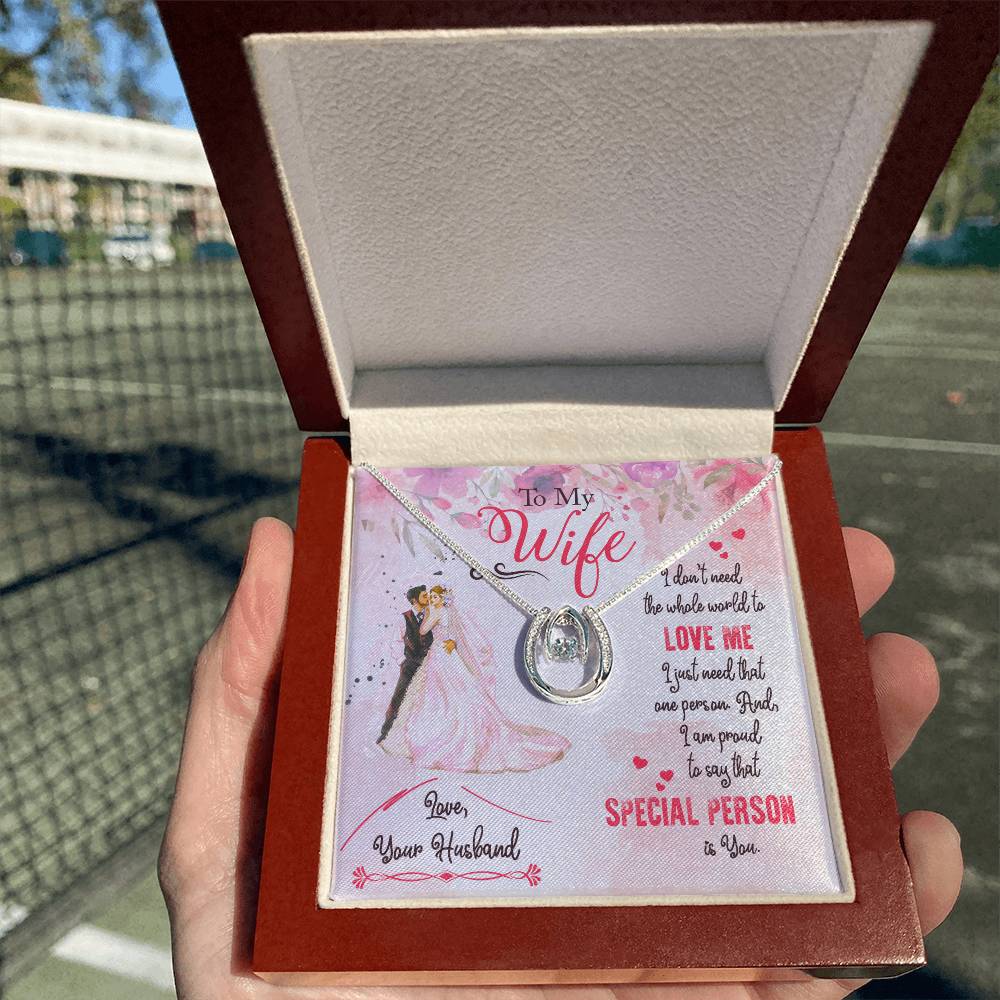 To My
Wife
I don't need
the whole world to
LOVE ME
I just need that
one person. And,
I am proud
to say that
SPECIAL PERSON
is You.
Love,
Your Husband